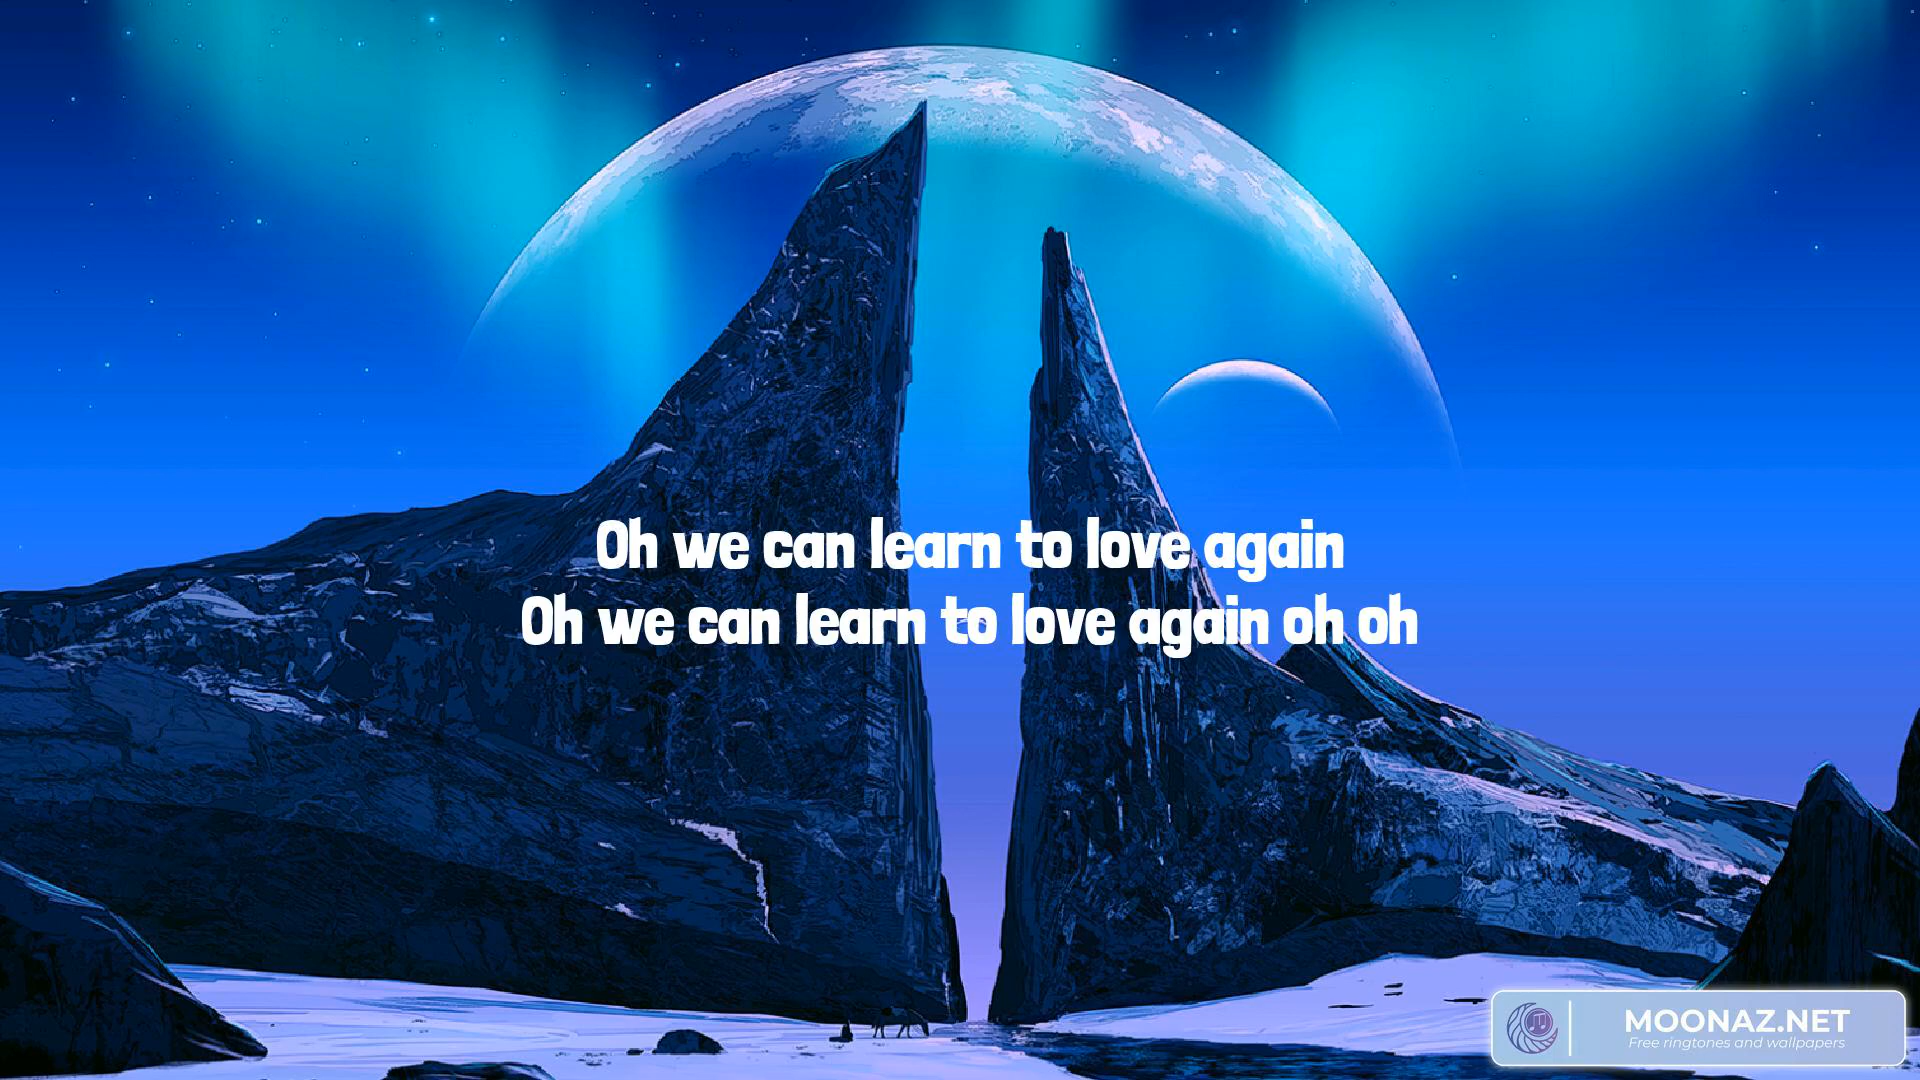 Oh we can learn to love again
Oh we can learn to love again oh oh
MOONAZ.NET
Free ringtones and wallpapers